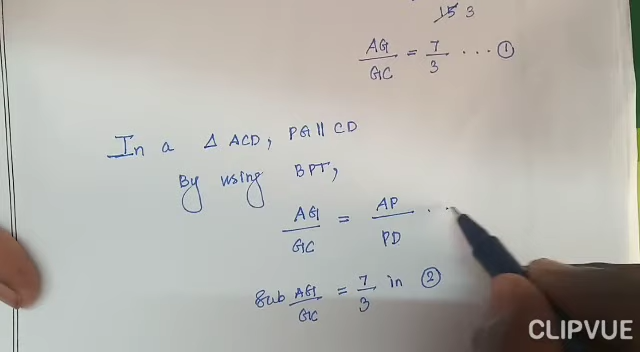 15 3
AG/GC = 7/3 ... ①
In a Δ ACD, PG || CD
By using BPT,
AG/GC = AP/PD ..
Sub AG/GC = 7/3 in ②
CLIPVUE